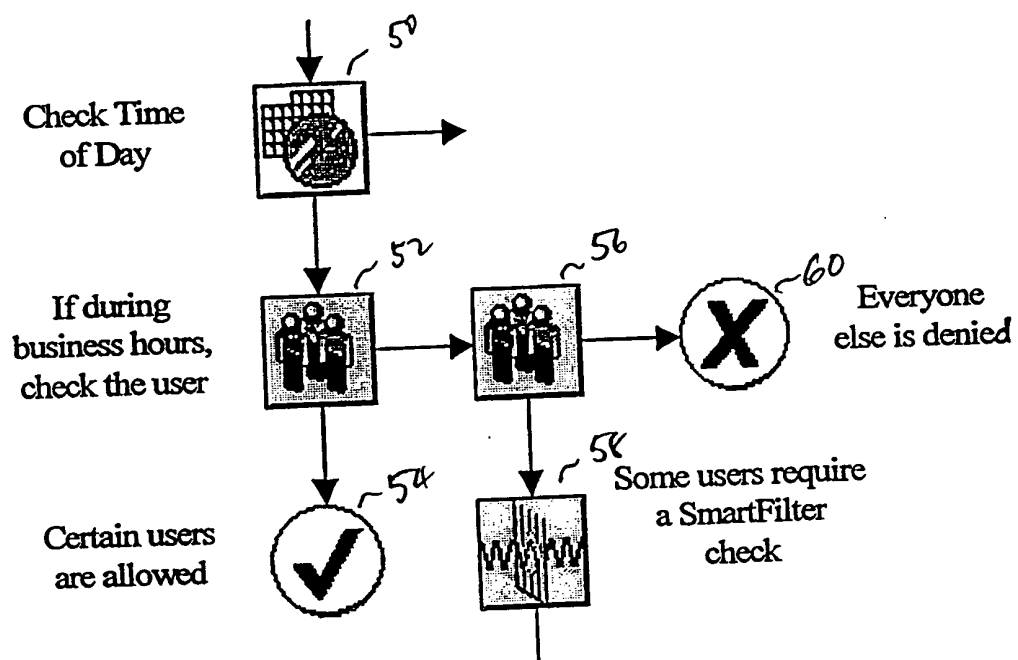 50
Check Time
of Day
52
56
60
If during
business hours,
check the user
Everyone
else is denied
54
58
Certain users
are allowed
Some users require
a SmartFilter
check